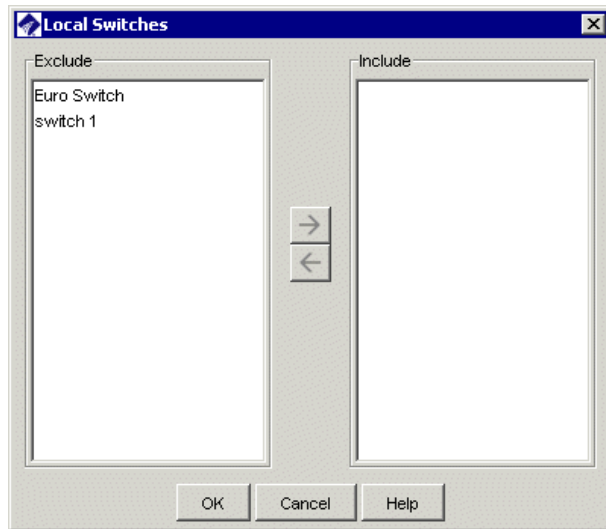 Local Switches
Exclude
Include
Euro Switch
switch 1
OK
Cancel
Help